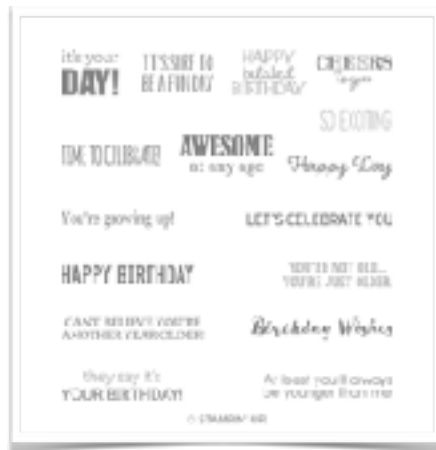 it's your
DAY!
IT'S SURE TO
BE A FUN DAY
HAPPY
belated
BIRTHDAY
CHEERS
to you
SO EXCITING
TIME TO CELEBRATE!
AWESOME
at any age
Happy Day
You're growing up!
LET'S CELEBRATE YOU
HAPPY BIRTHDAY
YOU'RE NOT OLD...
YOU'RE JUST OLDER.
CAN'T BELIEVE YOU'RE
ANOTHER YEAR OLDER!
Birthday Wishes
they say it's
YOUR BIRTHDAY!
At least you'll always
be younger than me!
© STAMPIN' UP!